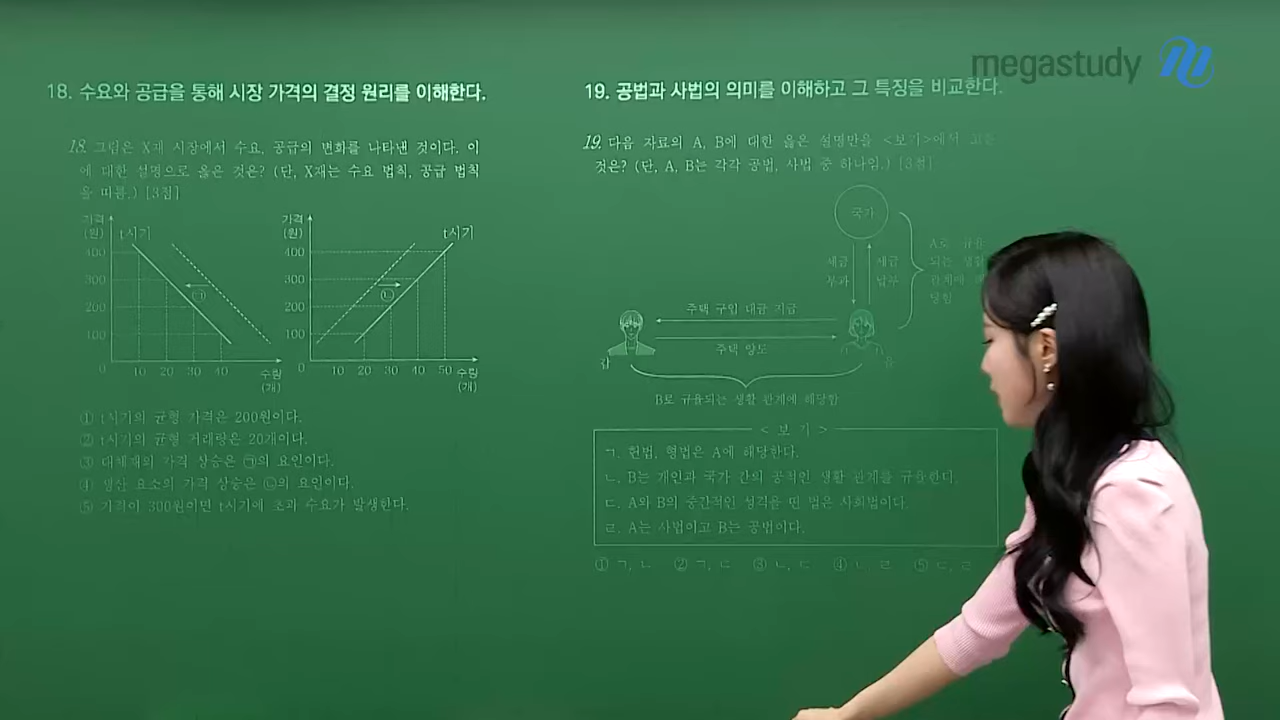 megastudy
18. 수요와 공급을 통해 시장 가격의 결정 원리를 이해한다.
18. 그림은 X재 시장에서 수요, 공급의 변화를 나타낸 것이다. 이
에 대한 설명으로 옳은 것은? (단, X재는 수요 법칙, 공급 법칙
을 따름.) [3점]
가격
(원)
t시기
400
300
200
100
0
㉠
10 20 30 40 수량
(개)
가격
(원)
t시기
400
300
200
100
0
㉡
10 20 30 40 50 수량
(개)
① t시기의 균형 가격은 200원이다.
② t시기의 균형 거래량은 20개이다.
③ 대체재의 가격 상승은 ㉠의 요인이다.
④ 생산 요소의 가격 상승은 ㉡의 요인이다.
⑤ 가격이 300원이면 t시기에 초과 수요가 발생한다.
19. 공법과 사법의 의미를 이해하고 그 특징을 비교한다.
19. 다음 자료의 A, B에 대한 옳은 설명만을 <보기>에서 고른
것은? (단, A, B는 각각 공법, 사법 중 하나임.) [3점]
국가
세금
부과
세금
납부
A로 규율
되는 생활
관계에
당함
주택 구입 대금 지급
주택 양도
갑
을
B로 규율되는 생활 관계에 해당함
< 보 기 >
ㄱ. 헌법, 형법은 A에 해당한다.
ㄴ. B는 개인과 국가 간의 공적인 생활 관계를 규율한다.
ㄷ. A와 B의 중간적인 성격을 띤 법은 사회법이다.
ㄹ. A는 사법이고 B는 공법이다.
① ㄱ, ㄴ ② ㄱ, ㄷ ③ ㄴ, ㄷ ④ ㄴ, ㄹ ⑤ ㄷ, ㄹ